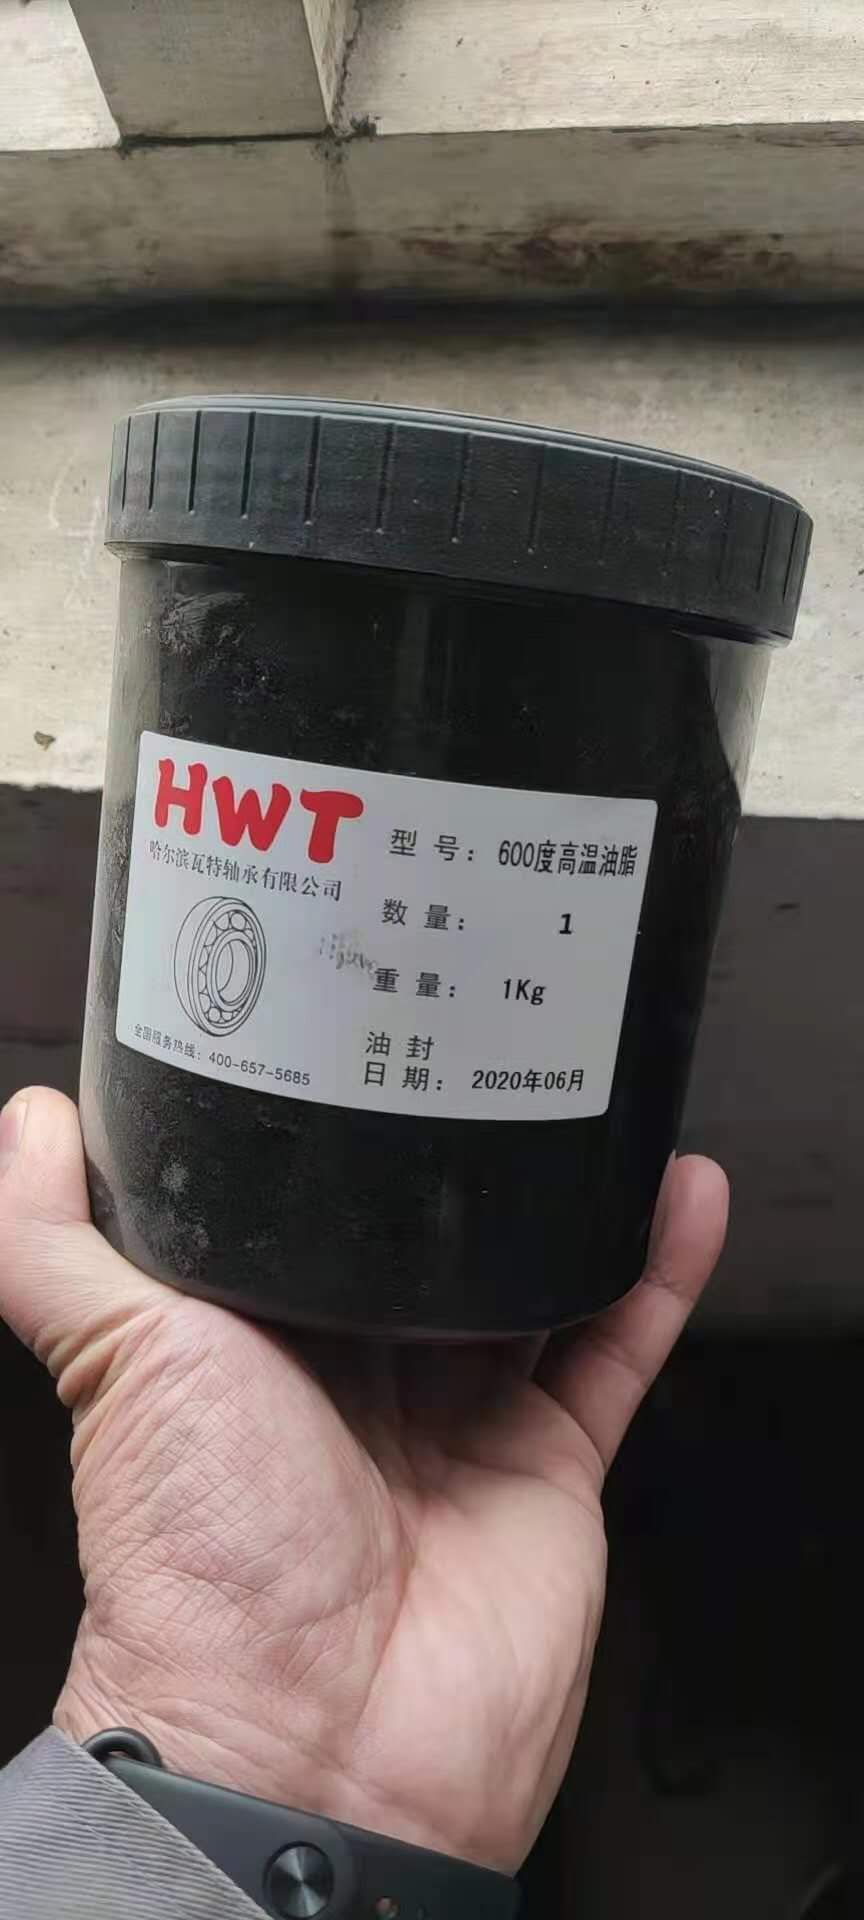 HWT
哈尔滨瓦特轴承有限公司
全国服务热线：400-657-5685
型 号：600度高温油脂
数 量：1
重 量：1Kg
油 封
日 期：2020年06月